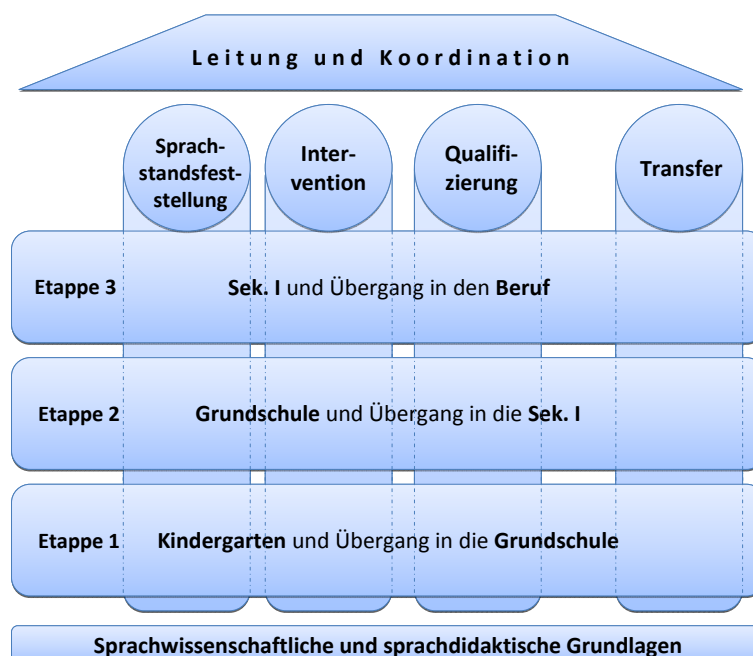 Leitung und Koordination
Sprach-
standsfest-
stellung
Inter-
vention
Qualifi-
zierung
Transfer
Etappe 3 Sek. I und Übergang in den Beruf
Etappe 2 Grundschule und Übergang in die Sek. I
Etappe 1 Kindergarten und Übergang in die Grundschule
Sprachwissenschaftliche und sprachdidaktische Grundlagen